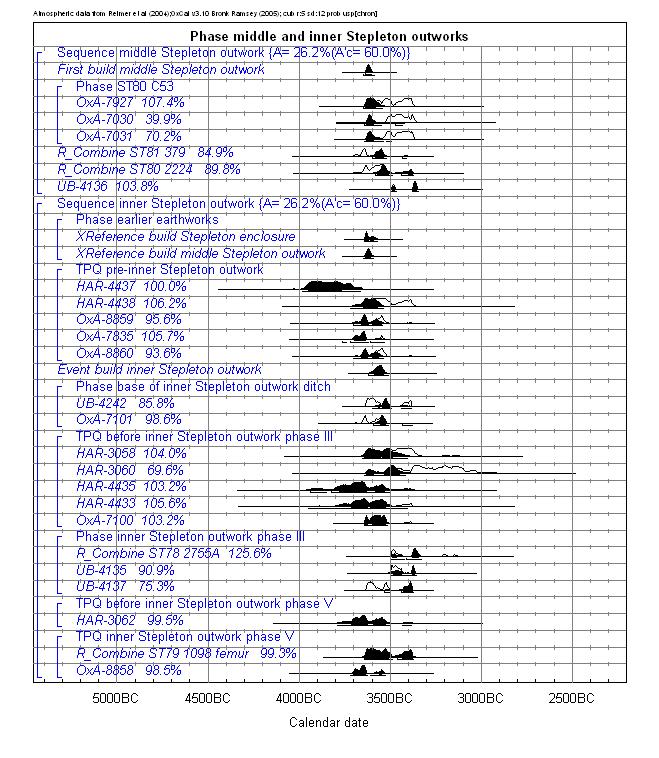 Atmospheric data from Reimer et al (2004);OxCal v3.10 Bronk Ramsey (2005); cub r:5 sd:12 prob usp[chron]
Phase middle and inner Stepleton outworks
Sequence middle Stepleton outwork {A= 26.2%(A'c= 60.0%)}
First build middle Stepleton outwork
Phase ST80 C53
OxA-7927 107.4%
OxA-7030 39.9%
OxA-7031 70.2%
R_Combine ST81 379 84.9%
R_Combine ST80 2224 89.8%
UB-4136 103.8%
Sequence inner Stepleton outwork {A= 26.2%(A'c= 60.0%)}
Phase earlier earthworks
XReference build Stepleton enclosure
XReference build middle Stepleton outwork
TPQ pre-inner Stepleton outwork
HAR-4437 100.0%
HAR-4438 106.2%
OxA-8859 95.6%
OxA-7835 105.7%
OxA-8860 93.6%
Event build inner Stepleton outwork
Phase base of inner Stepleton outwork ditch
UB-4242 85.8%
OxA-7101 98.6%
TPQ before inner Stepleton outwork phase III
HAR-3058 104.0%
HAR-3060 69.6%
HAR-4435 103.2%
HAR-4433 105.6%
OxA-7100 103.2%
Phase inner Stepleton outwork phase III
R_Combine ST78 2755A 125.6%
UB-4135 90.9%
UB-4137 75.3%
TPQ before inner Stepleton outwork phase V
HAR-3062 99.5%
TPQ inner Stepleton outwork phase V
R_Combine ST79 1098 femur 99.3%
OxA-8858 98.5%
5000BC 4500BC 4000BC 3500BC 3000BC 2500BC
Calendar date